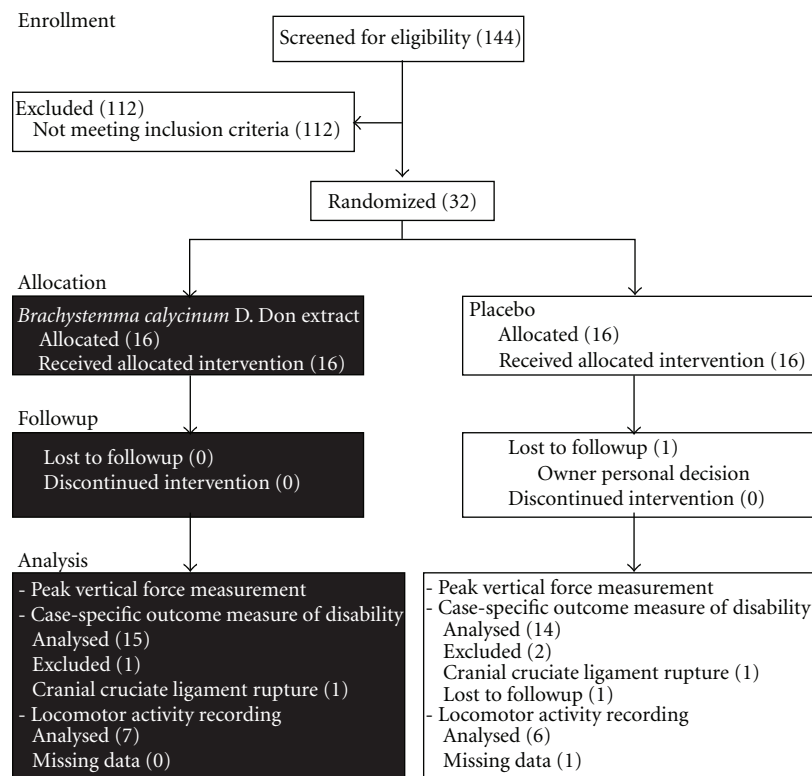 Enrollment
Screened for eligibility (144)
Excluded (112)
Not meeting inclusion criteria (112)
Randomized (32)
Allocation
Brachystemma calycinum D. Don extract
Allocated (16)
Received allocated intervention (16)
Placebo
Allocated (16)
Received allocated intervention (16)
Followup
Lost to followup (0)
Discontinued intervention (0)
Lost to followup (1)
Owner personal decision
Discontinued intervention (0)
Analysis
- Peak vertical force measurement
- Case-specific outcome measure of disability
Analysed (15)
Excluded (1)
Cranial cruciate ligament rupture (1)
- Locomotor activity recording
Analysed (7)
Missing data (0)
- Peak vertical force measurement
- Case-specific outcome measure of disability
Analysed (14)
Excluded (2)
Cranial cruciate ligament rupture (1)
Lost to followup (1)
- Locomotor activity recording
Analysed (6)
Missing data (1)